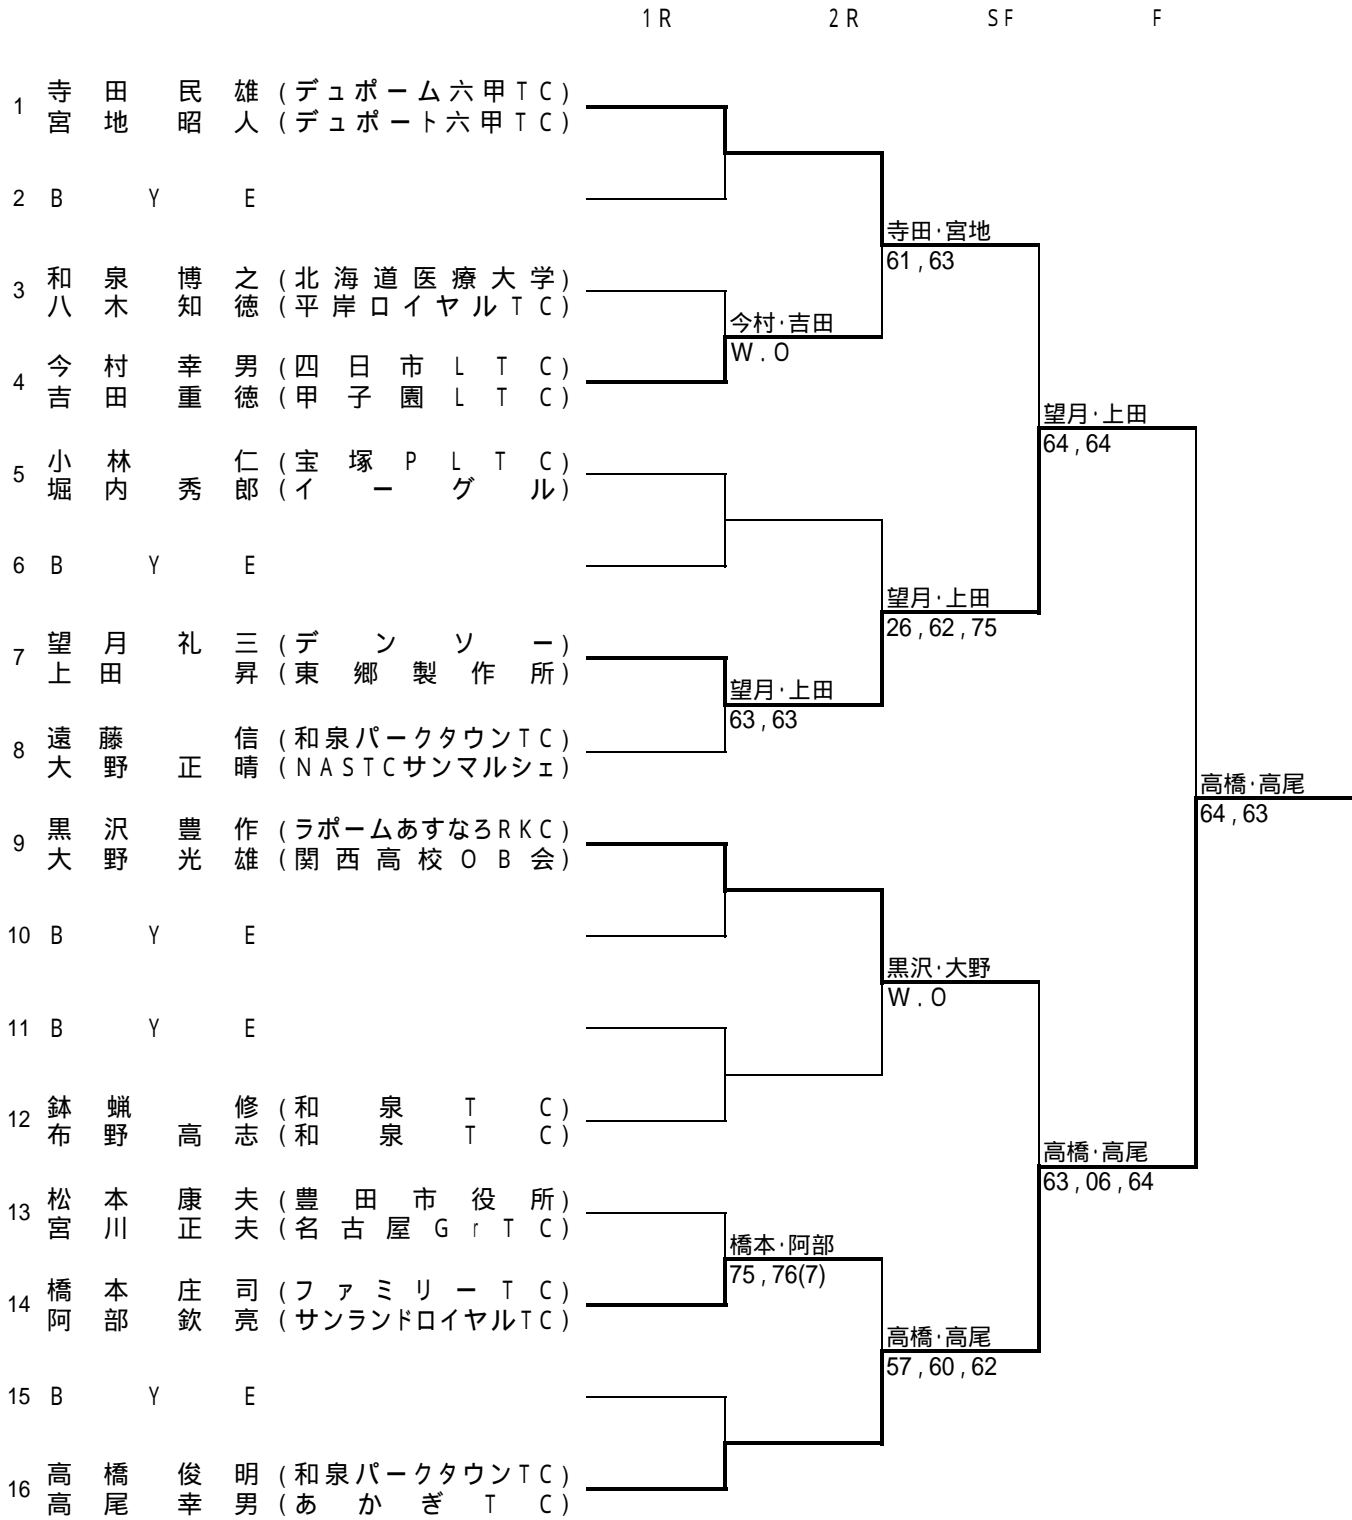 1R 2R SF F
1 寺田 民雄 (デュポーム六甲TC)
宮地 昭人 (デュポート六甲TC)
2 BYE
寺田・宮地
61,63
3 和泉 博之 (北海道医療大学)
八木 知徳 (平岸ロイヤルTC)
今村・吉田
W.O
4 今村 幸男 (四日市LTC)
吉田 重徳 (甲子園LTC)
望月・上田
64,64
5 小林 仁 (宝塚PLTC)
堀内 秀郎 (イーグル)
6 BYE
望月・上田
26,62,75
7 望月 礼三 (デンソー)
上田 昇 (東郷製作所)
望月・上田
63,63
8 遠藤 信 (和泉パークタウンTC)
大野 正晴 (NASTCサンマルシェ)
高橋・高尾
64,63
9 黒沢 豊作 (ラポームあすなろRKC)
大野 光雄 (関西高校OB会)
10 BYE
黒沢・大野
W.O
11 BYE
12 鉢蝋 修 (和泉TC)
布野 高志 (和泉TC)
高橋・高尾
63,06,64
13 松本 康夫 (豊田市役所)
宮川 正夫 (名古屋GrTC)
橋本・阿部
75,76(7)
14 橋本 庄司 (ファミリーTC)
阿部 欽亮 (サンランドロイヤルTC)
高橋・高尾
57,60,62
15 BYE
16 高橋 俊明 (和泉パークタウンTC)
高尾 幸男 (あかぎTC)